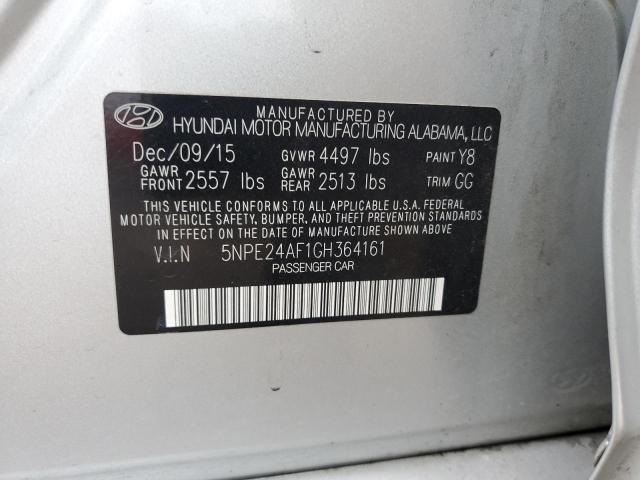 MANUFACTURED BY
HYUNDAI MOTOR MANUFACTURING ALABAMA, LLC
Dec/09/15 GVWR 4497 lbs PAINT Y8
GAWR FRONT 2557 lbs GAWR REAR 2513 lbs TRIM GG
THIS VEHICLE CONFORMS TO ALL APPLICABLE U.S.A. FEDERAL
MOTOR VEHICLE SAFETY, BUMPER, AND THEFT PREVENTION STANDARDS
IN EFFECT ON THE DATE OF MANUFACTURE SHOWN ABOVE
V.I.N 5NPE24AF1GH364161
PASSENGER CAR